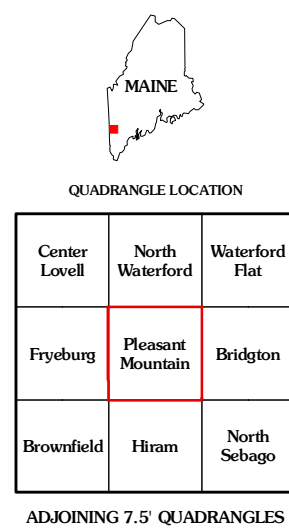 MAINE
QUADRANGLE LOCATION
Center
Lovell
North
Waterford
Waterford
Flat
Fryeburg
Pleasant
Mountain
Bridgton
Brownfield
Hiram
North
Sebago
ADJOINING 7.5' QUADRANGLES